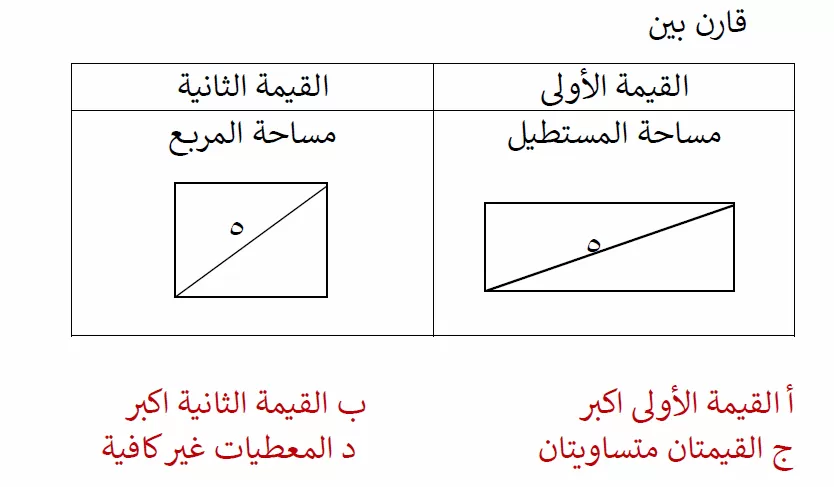 قارن بين
القيمة الأولى القيمة الثانية
مساحة المستطيل مساحة المربع
٥ ٥
أ القيمة الأولى اكبر ب القيمة الثانية اكبر
ج القيمتان متساويتان د المعطيات غير كافية